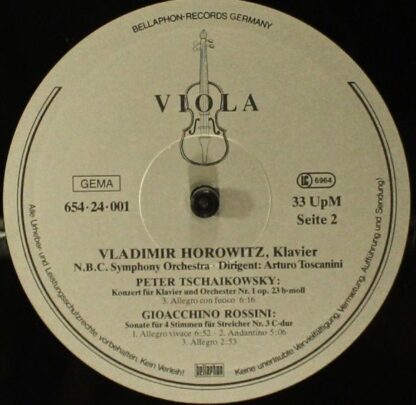 BELLAPHON-RECORDS GERMANY
VIOLA
GEMA
LC 6964
654·24·001
33 UpM
Seite 2
VLADIMIR HOROWITZ, Klavier
N.B.C. Symphony Orchestra · Dirigent: Arturo Toscanini
PETER TSCHAIKOWSKY:
Konzert für Klavier und Orchester Nr. 1 op. 23 b-moll
3. Allegro con fuoco 6:16
GIOACCHINO ROSSINI:
Sonate für 4 Stimmen für Streicher Nr. 3 C-dur
1. Allegro vivace 6:52 · 2. Andantino 5:06
3. Allegro 2:53
bellaphon
Alle Urheber und Leistungsschutzrechte vorbehalten. Kein Verleih! Keine unerlaubte Vervielfältigung, Vermietung, Aufführung und Sendung!